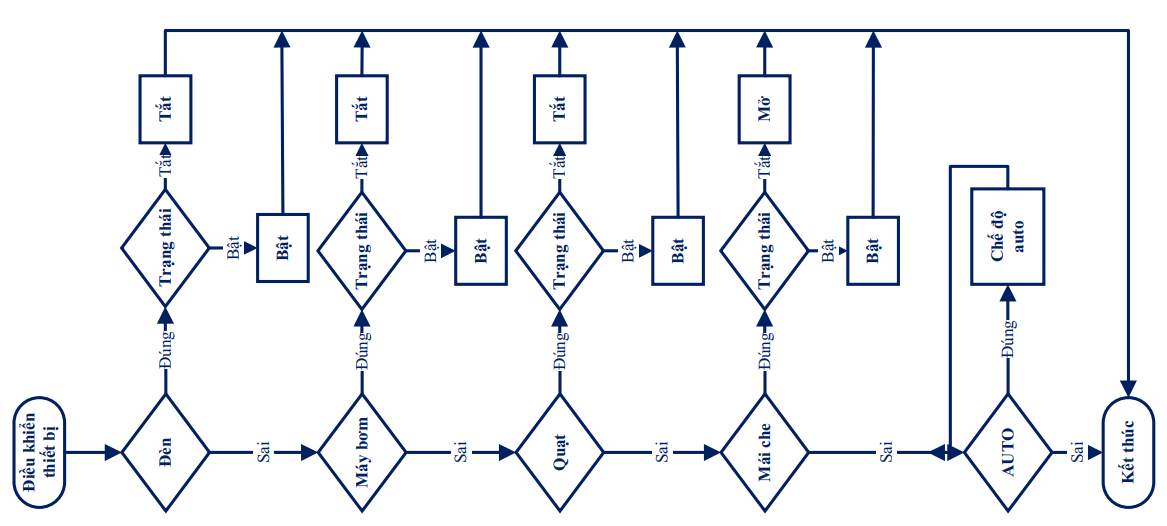 Điều khiển
thiết bị
Đèn
Đúng
Trạng thái
Tắt
Tắt
Bật
Bật
Sai
Máy bơm
Đúng
Trạng thái
Tắt
Tắt
Bật
Bật
Sai
Quạt
Đúng
Trạng thái
Tắt
Tắt
Bật
Bật
Sai
Mái che
Đúng
Trạng thái
Tắt
Mở
Bật
Bật
Sai
AUTO
Đúng
Chế độ
auto
Sai
Kết thúc